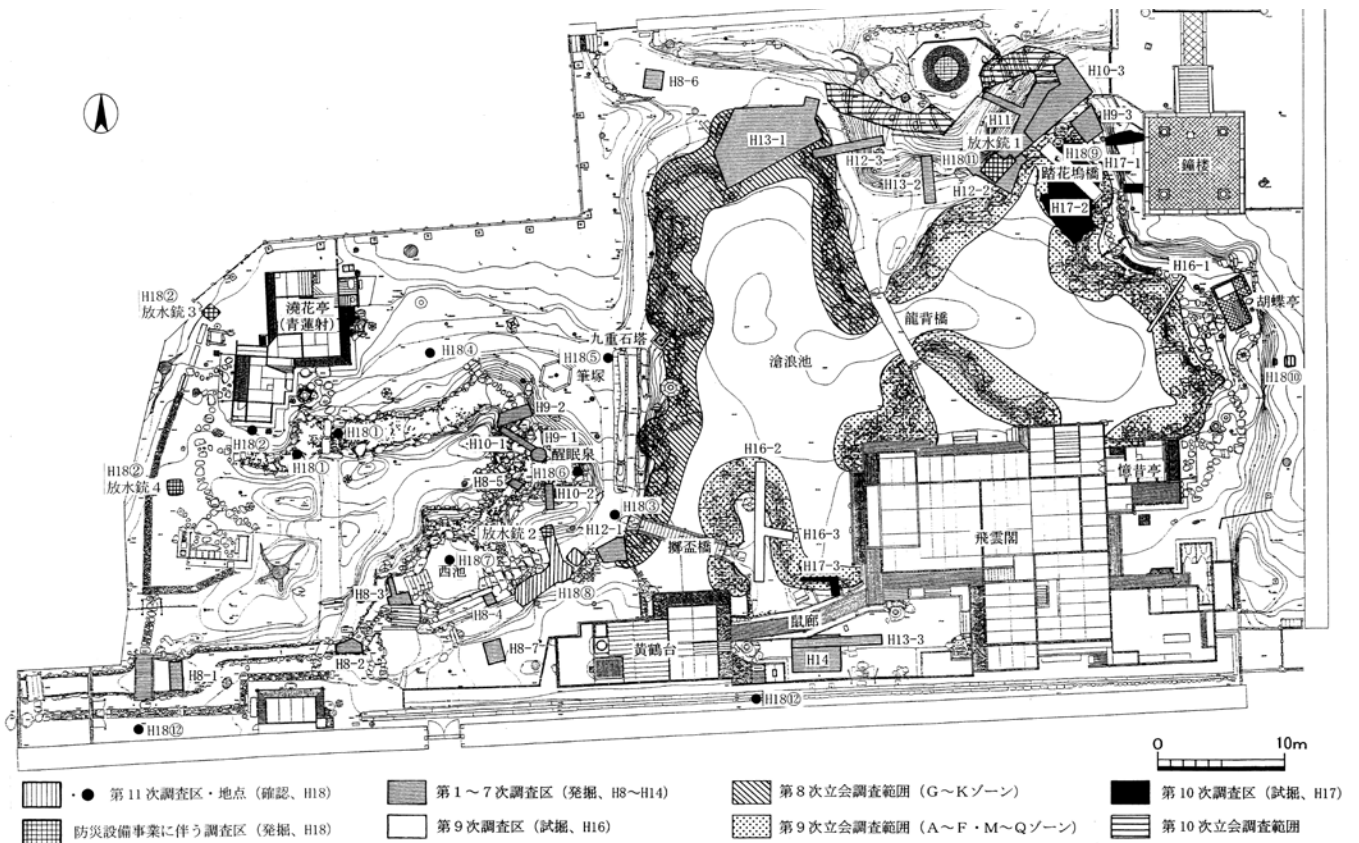 H8-6
H10-3
H11
H9-3
H13-1
放水銃1
H12-3
H18⑪
H18⑨
H17-1
鐘楼
踏花塢橋
H13-2
H12-2
H17-2
H16-1
H18②
放水銃3
澆花亭
(青蓮射)
胡蝶亭
龍背橋
九重石塔
滄浪池
H18④
H18⑤
筆塚
H18⑩
H9-2
H18①
H10-1
H9-1
H18②
醒眠泉
H18①
H16-2
H18⑥
憶昔亭
H18②
放水銃4
H8-5
H10-2
H18③
放水銃2
H12-1
擲盃橋
H16-3
飛雲閣
西池
H18⑦
H17-3
H8-3
H18⑧
H8-4
鼠廊
H13-3
H8-7
黄鶴台
H14
H8-2
H8-1
H18⑫
H18⑫
0 10m
・● 第11次調査区・地点(確認、H18)
第1~7次調査区(発掘、H8~H14)
第8次立会調査範囲(G~Kゾーン)
第10次調査区(試掘、H17)
防災設備事業に伴う調査区(発掘、H18)
第9次調査区(試掘、H16)
第9次立会調査範囲(A~F・M~Qゾーン)
第10次立会調査範囲